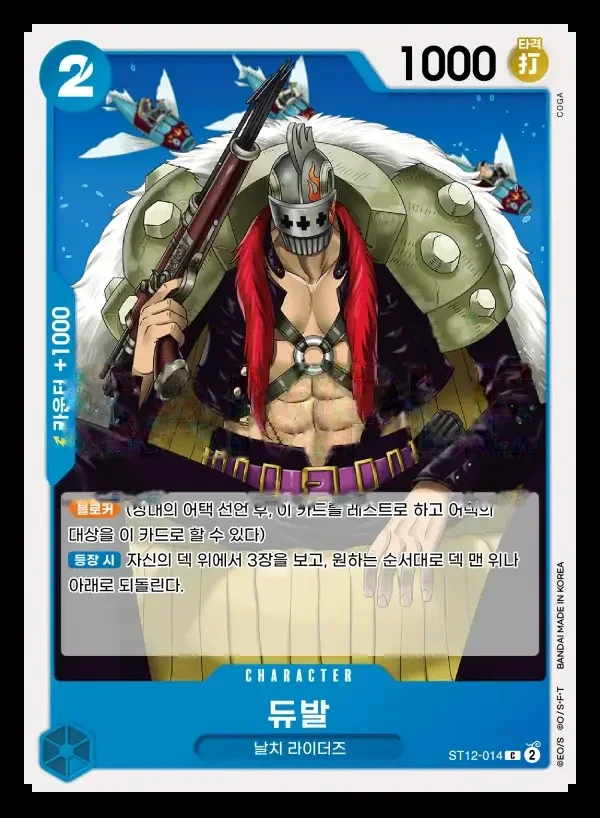 2
1000
타격
打
COGA
카운터 +1000
블로커 (상대의 어택 선언 후, 이 카드를 레스트로 하고 어택의
대상을 이 카드로 할 수 있다)
등장 시 자신의 덱 위에서 3장을 보고, 원하는 순서대로 덱 맨 위나
아래로 되돌린다.
CHARACTER
듀발
날치 라이더즈
ST12-014 C 2
©EO/S ©O/S・F・T BANDAI MADE IN KOREA